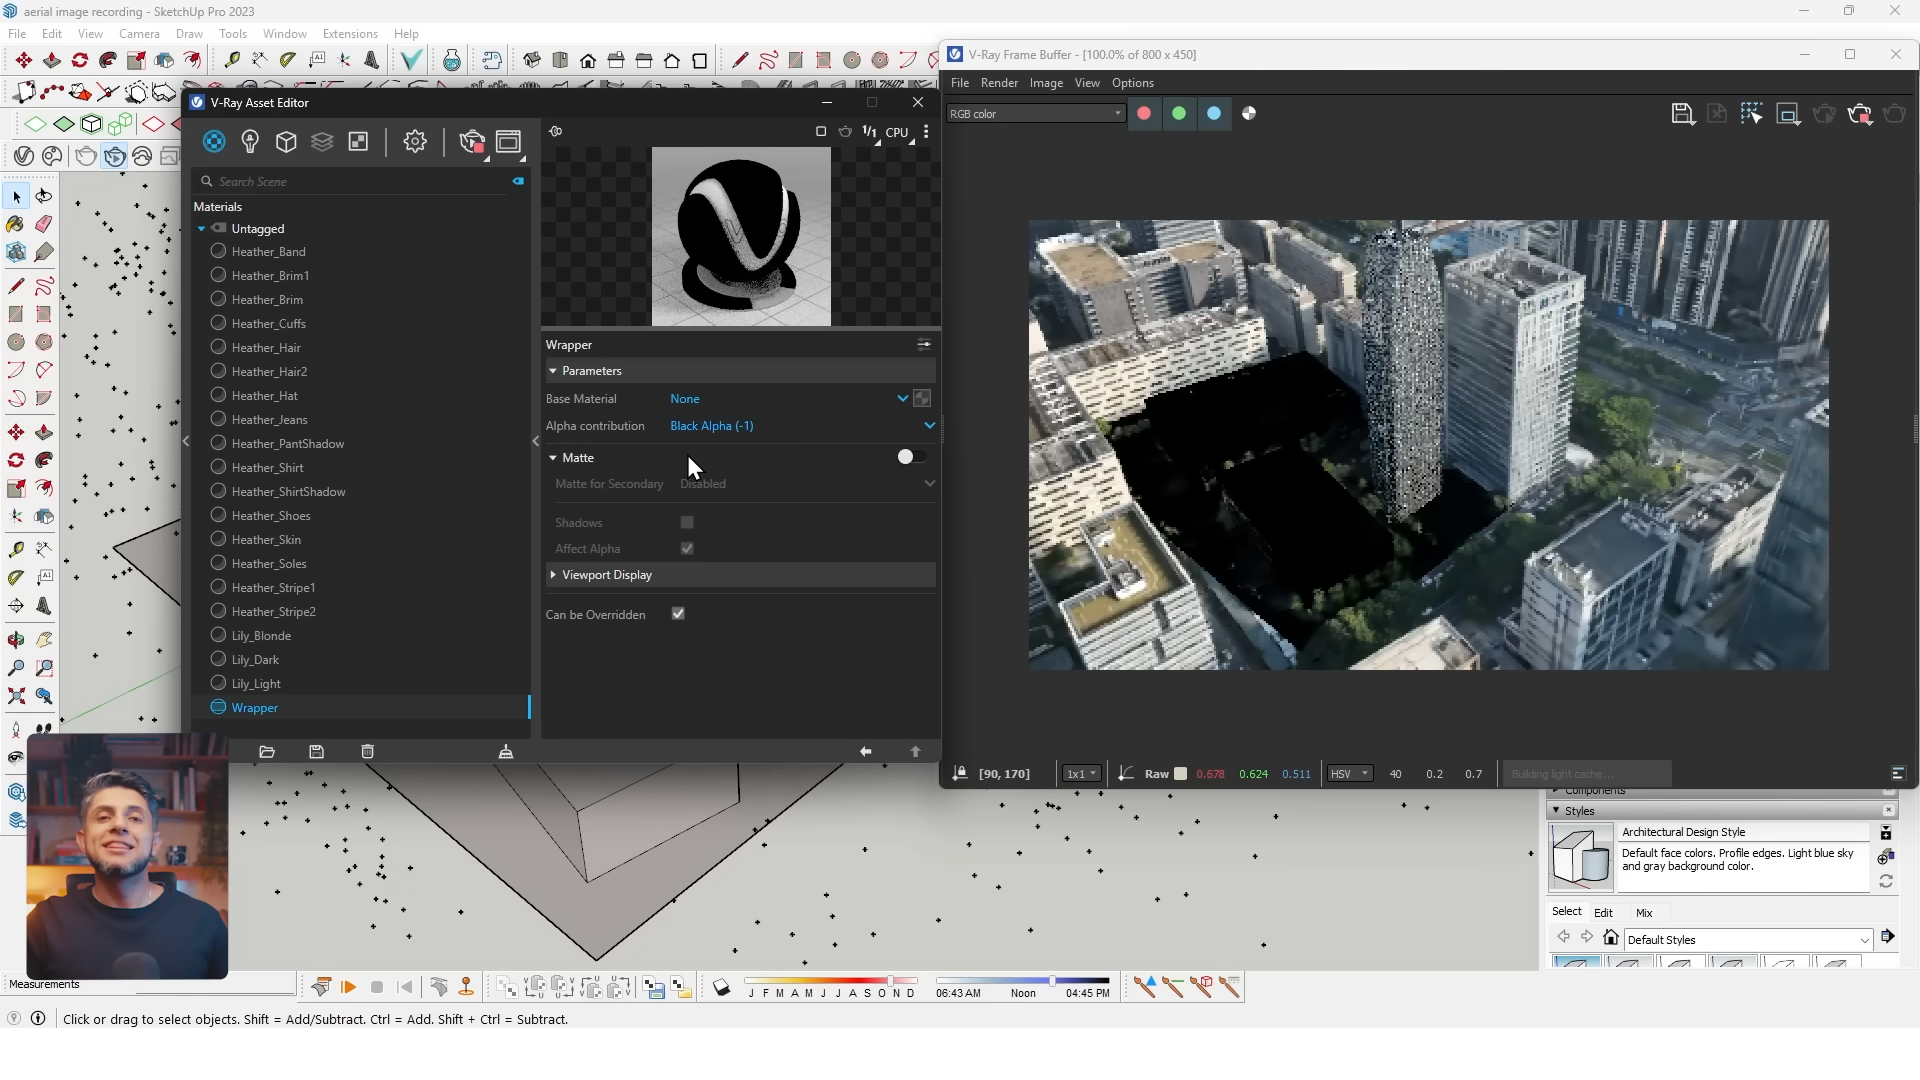 aerial image recording - SketchUp Pro 2023
File Edit View Camera Draw Tools Window Extensions Help
V-Ray Asset Editor
1/1 CPU
Search Scene
Materials
Untagged
Heather_Band
Heather_Brim1
Heather_Brim
Heather_Cuffs
Heather_Hair
Heather_Hair2
Heather_Hat
Heather_Jeans
Heather_PantShadow
Heather_Shirt
Heather_ShirtShadow
Heather_Shoes
Heather_Skin
Heather_Soles
Heather_Stripe1
Heather_Stripe2
Lily_Blonde
Lily_Dark
Lily_Light
Wrapper
Wrapper
Parameters
Base Material None
Alpha contribution Black Alpha (-1)
Matte
Matte for Secondary Disabled
Shadows
Affect Alpha
Viewport Display
Can be Overridden
V-Ray Frame Buffer - [100.0% of 800 x 450]
File Render Image View Options
RGB color
[90, 170] 1x1 Raw 0.678 0.624 0.511 HSV 40 0.2 0.7 Building light cache...
Components
Styles
Architectural Design Style
Default face colors. Profile edges. Light blue sky
and gray background color.
Select Edit Mix
Default Styles
Measurements
J F M A M J J A S O N D 06:43 AM Noon 04:45 PM
Click or drag to select objects. Shift = Add/Subtract. Ctrl = Add. Shift + Ctrl = Subtract.